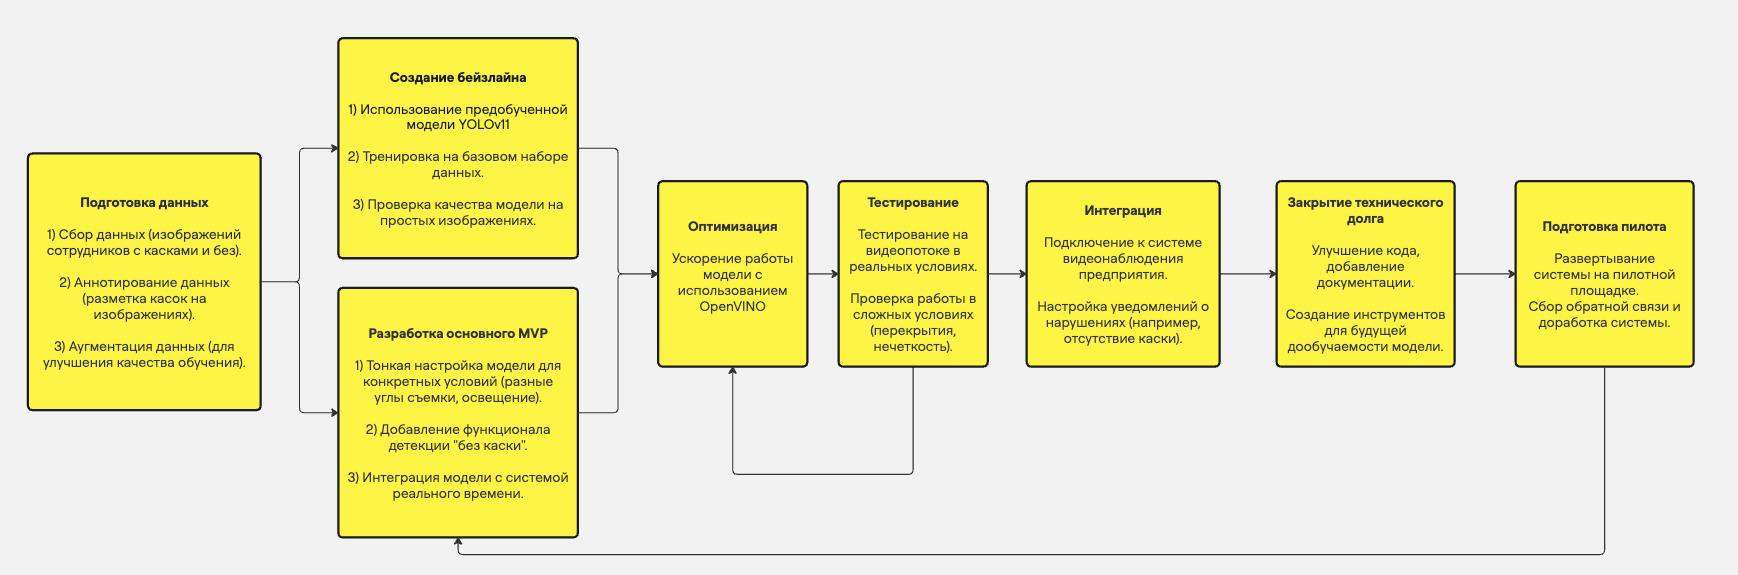 Подготовка данных
1) Сбор данных (изображений
сотрудников с касками и без).
2) Аннотирование данных
(разметка касок на
изображениях).
3) Аугментация данных (для
улучшения качества обучения).
Создание бейзлайна
1) Использование предобученной
модели YOLOv11
2) Тренировка на базовом наборе
данных.
3) Проверка качества модели на
простых изображениях.
Разработка основного MVP
1) Тонкая настройка модели для
конкретных условий (разные
углы съемки, освещение).
2) Добавление функционала
детекции "без каски".
3) Интеграция модели с системой
реального времени.
Оптимизация
Ускорение работы
модели с
использованием
OpenVINO
Тестирование
Тестирование на
видеопотоке в
реальных условиях.
Проверка работы в
сложных условиях
(перекрытия,
нечеткость).
Интеграция
Подключение к системе
видеонаблюдения
предприятия.
Настройка уведомлений о
нарушениях (например,
отсутствие каски).
Закрытие технического
долга
Улучшение кода,
добавление
документации.
Создание инструментов
для будущей
дообучаемости модели.
Подготовка пилота
Развертывание
системы на пилотной
площадке.
Сбор обратной связи и
доработка системы.